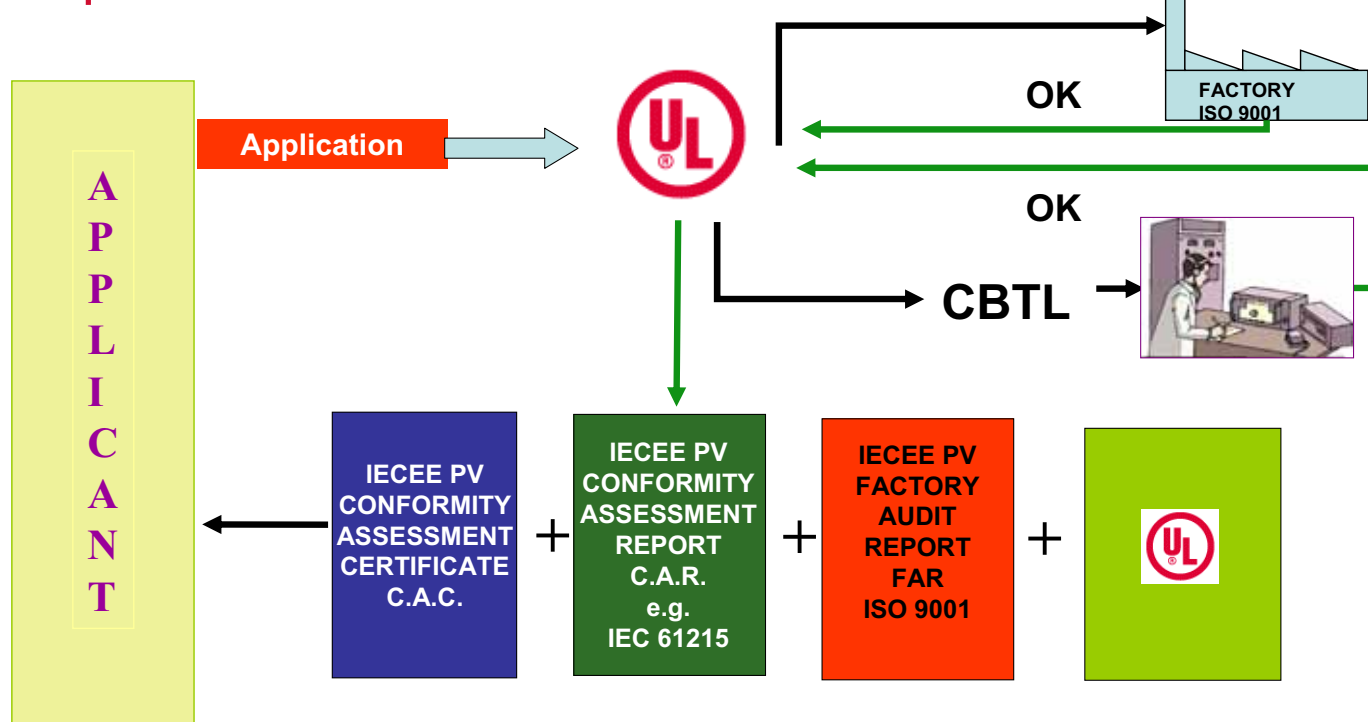 FACTORY
ISO 9001
OK
Application
UL
®
OK
CBTL
A
P
P
L
I
C
A
N
T
IECEE PV
CONFORMITY
ASSESSMENT
CERTIFICATE
C.A.C.
+
IECEE PV
CONFORMITY
ASSESSMENT
REPORT
C.A.R.
e.g.
IEC 61215
+
IECEE PV
FACTORY
AUDIT
REPORT
FAR
ISO 9001
+
UL
®